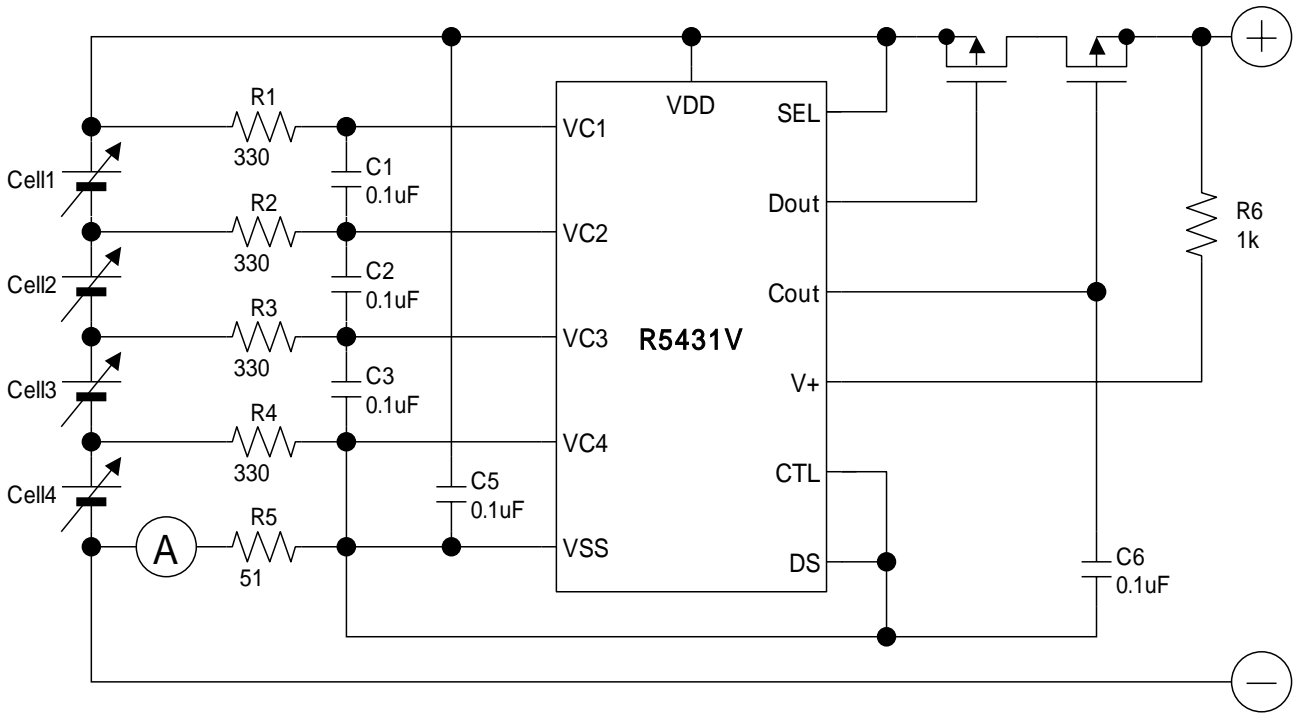 +
VDD
SEL
R1
330
VC1
C1
0.1uF
Cell1
R2
330
VC2
Dout
R6
1k
C2
0.1uF
Cell2
Cout
R3
330
VC3
R5431V
C3
0.1uF
Cell3
V+
R4
330
VC4
CTL
Cell4
C5
0.1uF
A
R5
51
VSS
DS
C6
0.1uF
−